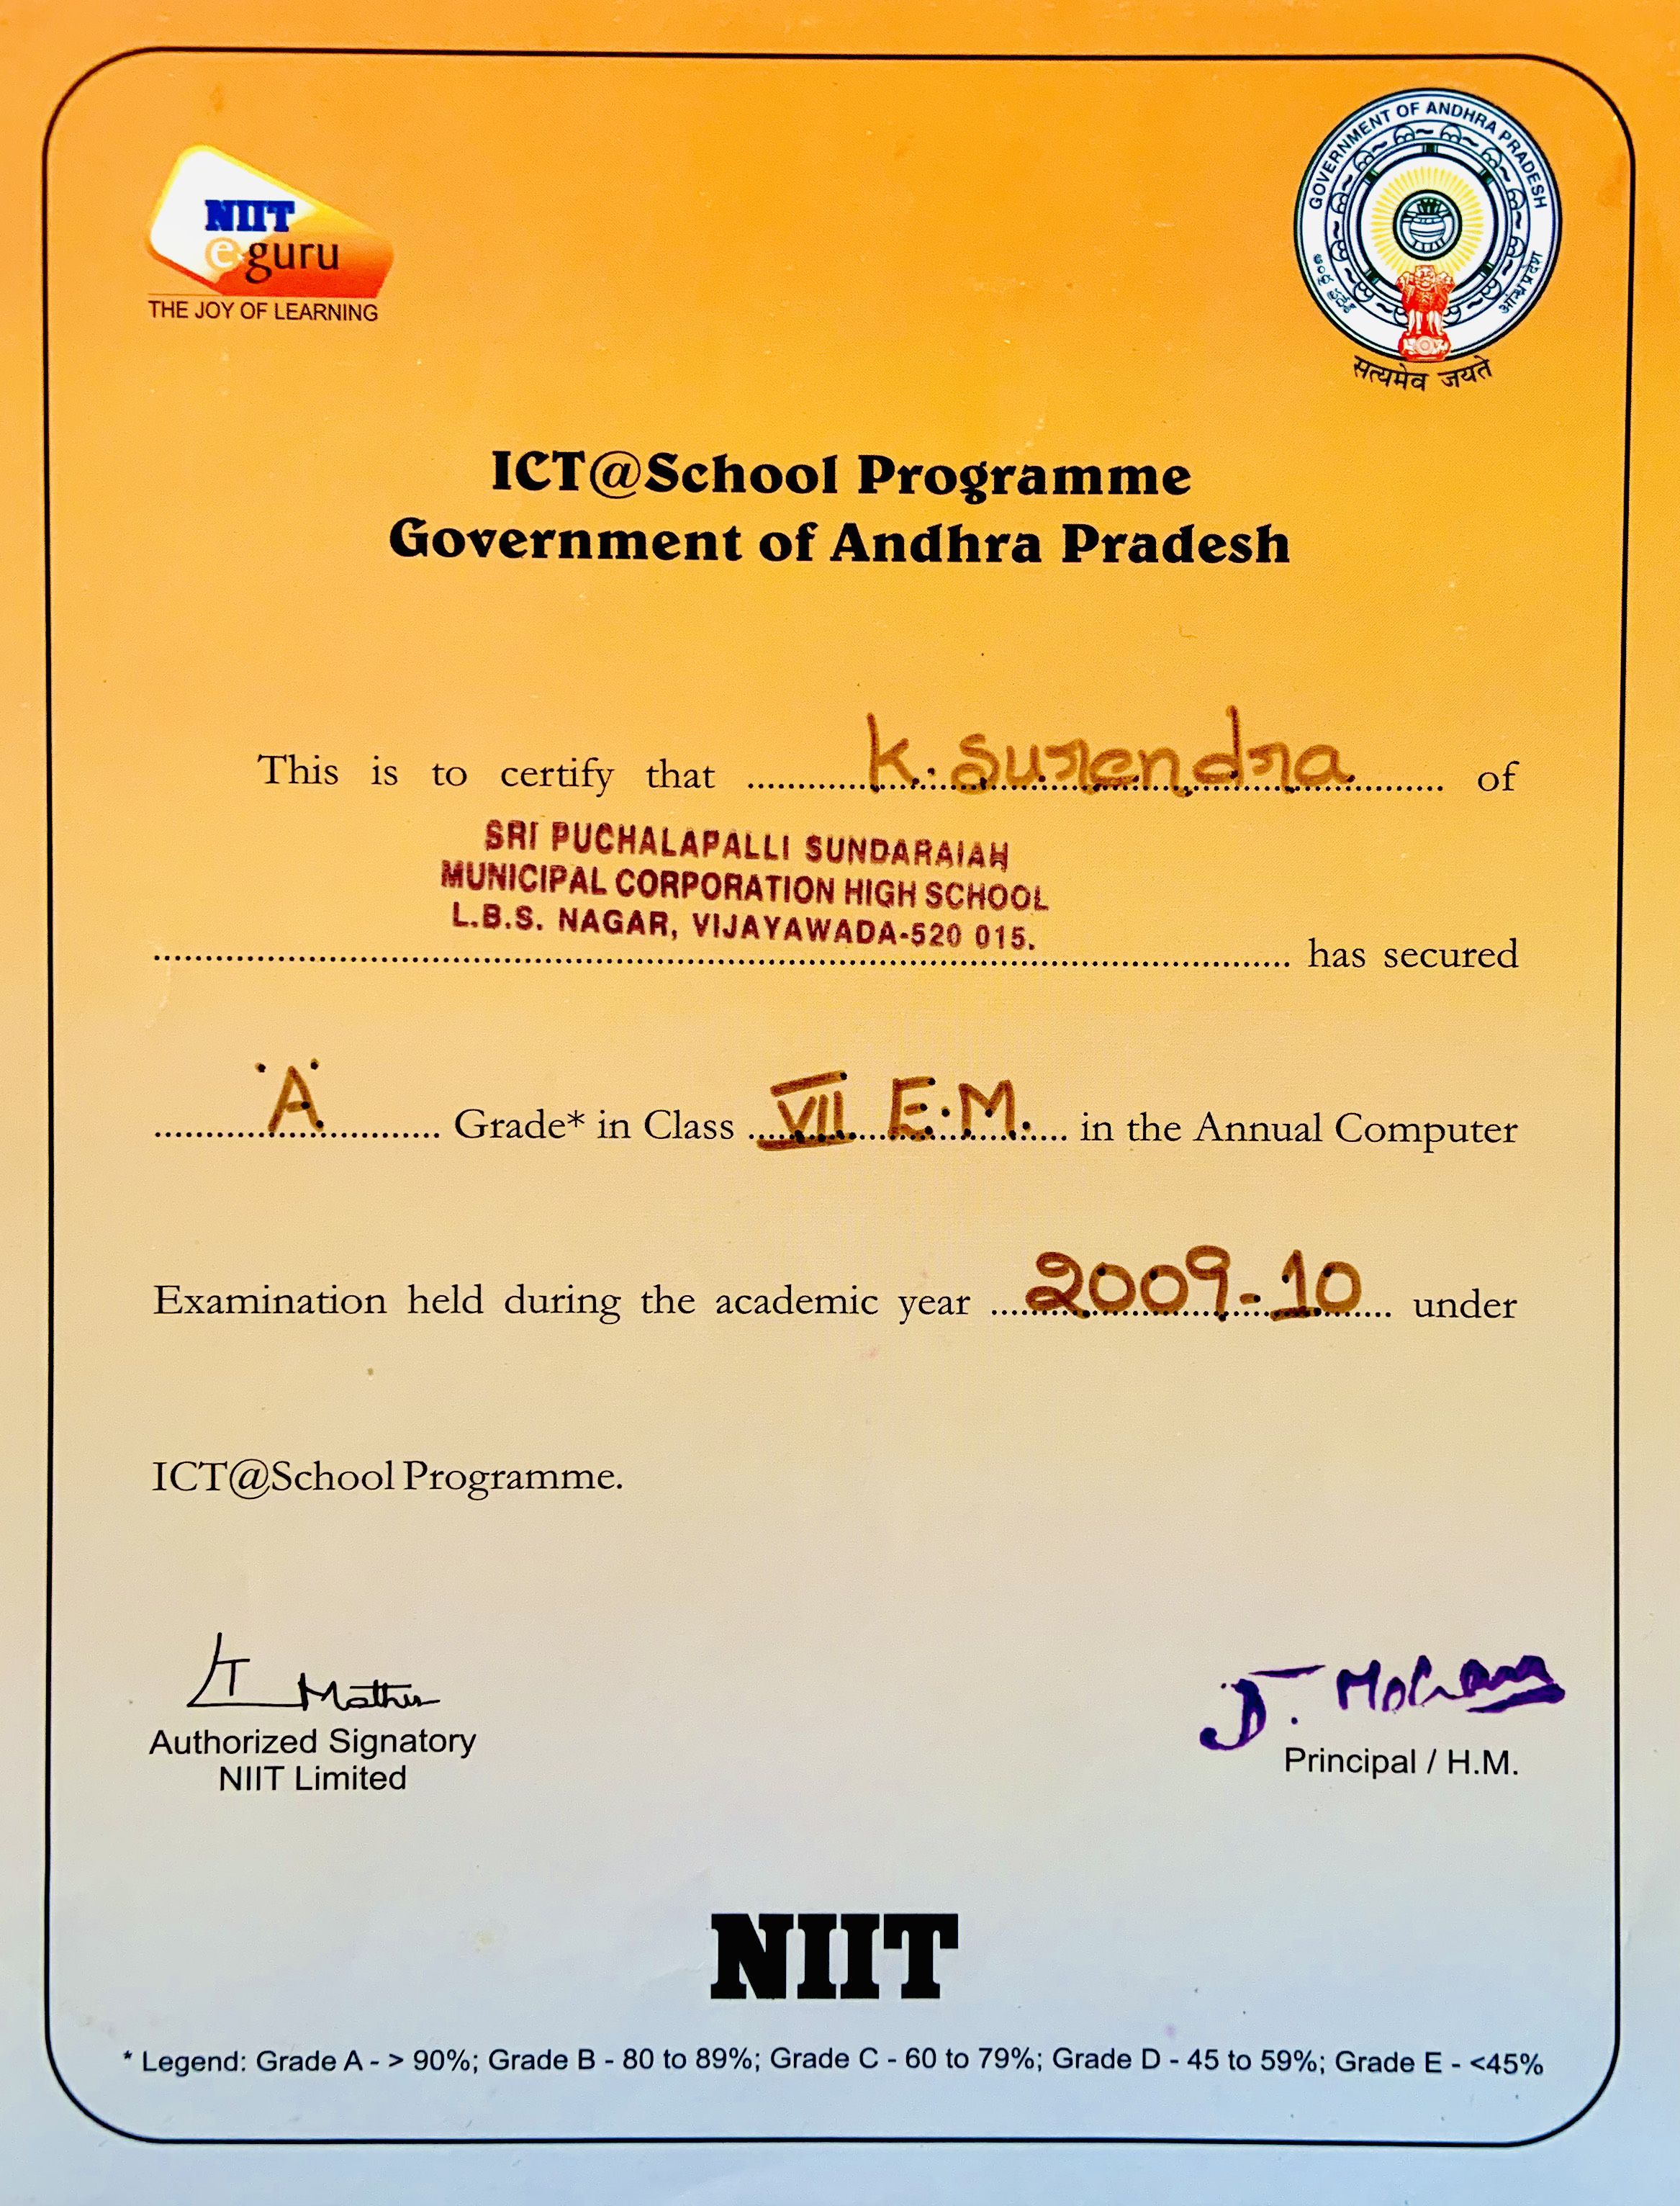 NIIT
e-guru
THE JOY OF LEARNING
GOVERNMENT OF ANDHRA PRADESH
ఆంధ్ర ప్రదేశ్
आन्ध्र प्रदेश
सत्यमेव जयते
ICT@School Programme
Government of Andhra Pradesh
This is to certify that K. Surendra of
SRI PUCHALAPALLI SUNDARAIAH
MUNICIPAL CORPORATION HIGH SCHOOL
L.B.S. NAGAR, VIJAYAWADA-520 015.
has secured
'A' Grade* in Class VII E.M. in the Annual Computer
Examination held during the academic year 2009-10 under
ICT@School Programme.
Authorized Signatory
NIIT Limited
Principal / H.M.
NIIT
* Legend: Grade A - > 90%; Grade B - 80 to 89%; Grade C - 60 to 79%; Grade D - 45 to 59%; Grade E - <45%